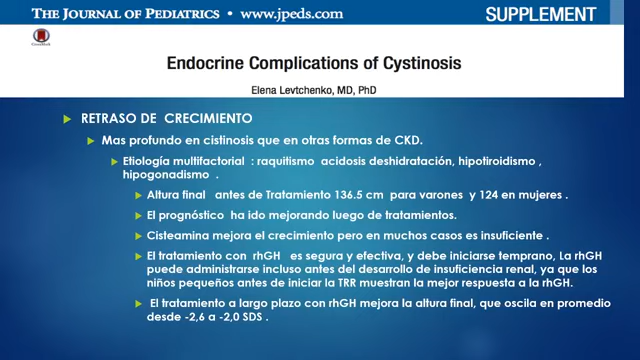 THE JOURNAL OF PEDIATRICS • www.jpeds.com
SUPPLEMENT
Endocrine Complications of Cystinosis
Elena Levtchenko, MD, PhD
RETRASO DE CRECIMIENTO
Mas profundo en cistinosis que en otras formas de CKD.
Etiología multifactorial : raquitismo acidosis deshidratación, hipotiroidismo ,
hipogonadismo .
Altura final antes de Tratamiento 136.5 cm para varones y 124 en mujeres .
El prognóstico ha ido mejorando luego de tratamientos.
Cisteamina mejora el crecimiento pero en muchos casos es insuficiente .
El tratamiento con rhGH es segura y efectiva, y debe iniciarse temprano, La rhGH
puede administrarse incluso antes del desarrollo de insuficiencia renal, ya que los
niños pequeños antes de iniciar la TRR muestran la mejor respuesta a la rhGH.
El tratamiento a largo plazo con rhGH mejora la altura final, que oscila en promedio
desde -2,6 a -2,0 SDS .